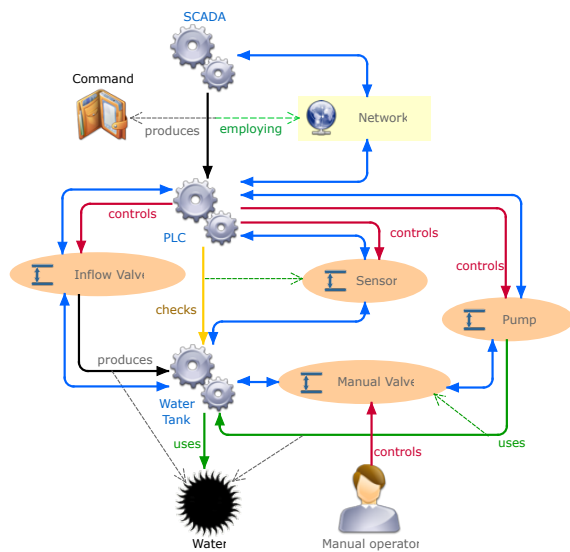 SCADA
Command
Network
produces
employing
controls
PLC
controls
controls
Inflow Valve
Sensor
checks
Pump
produces
Manual Valve
Water
Tank
uses
uses
controls
Water
Manual operator